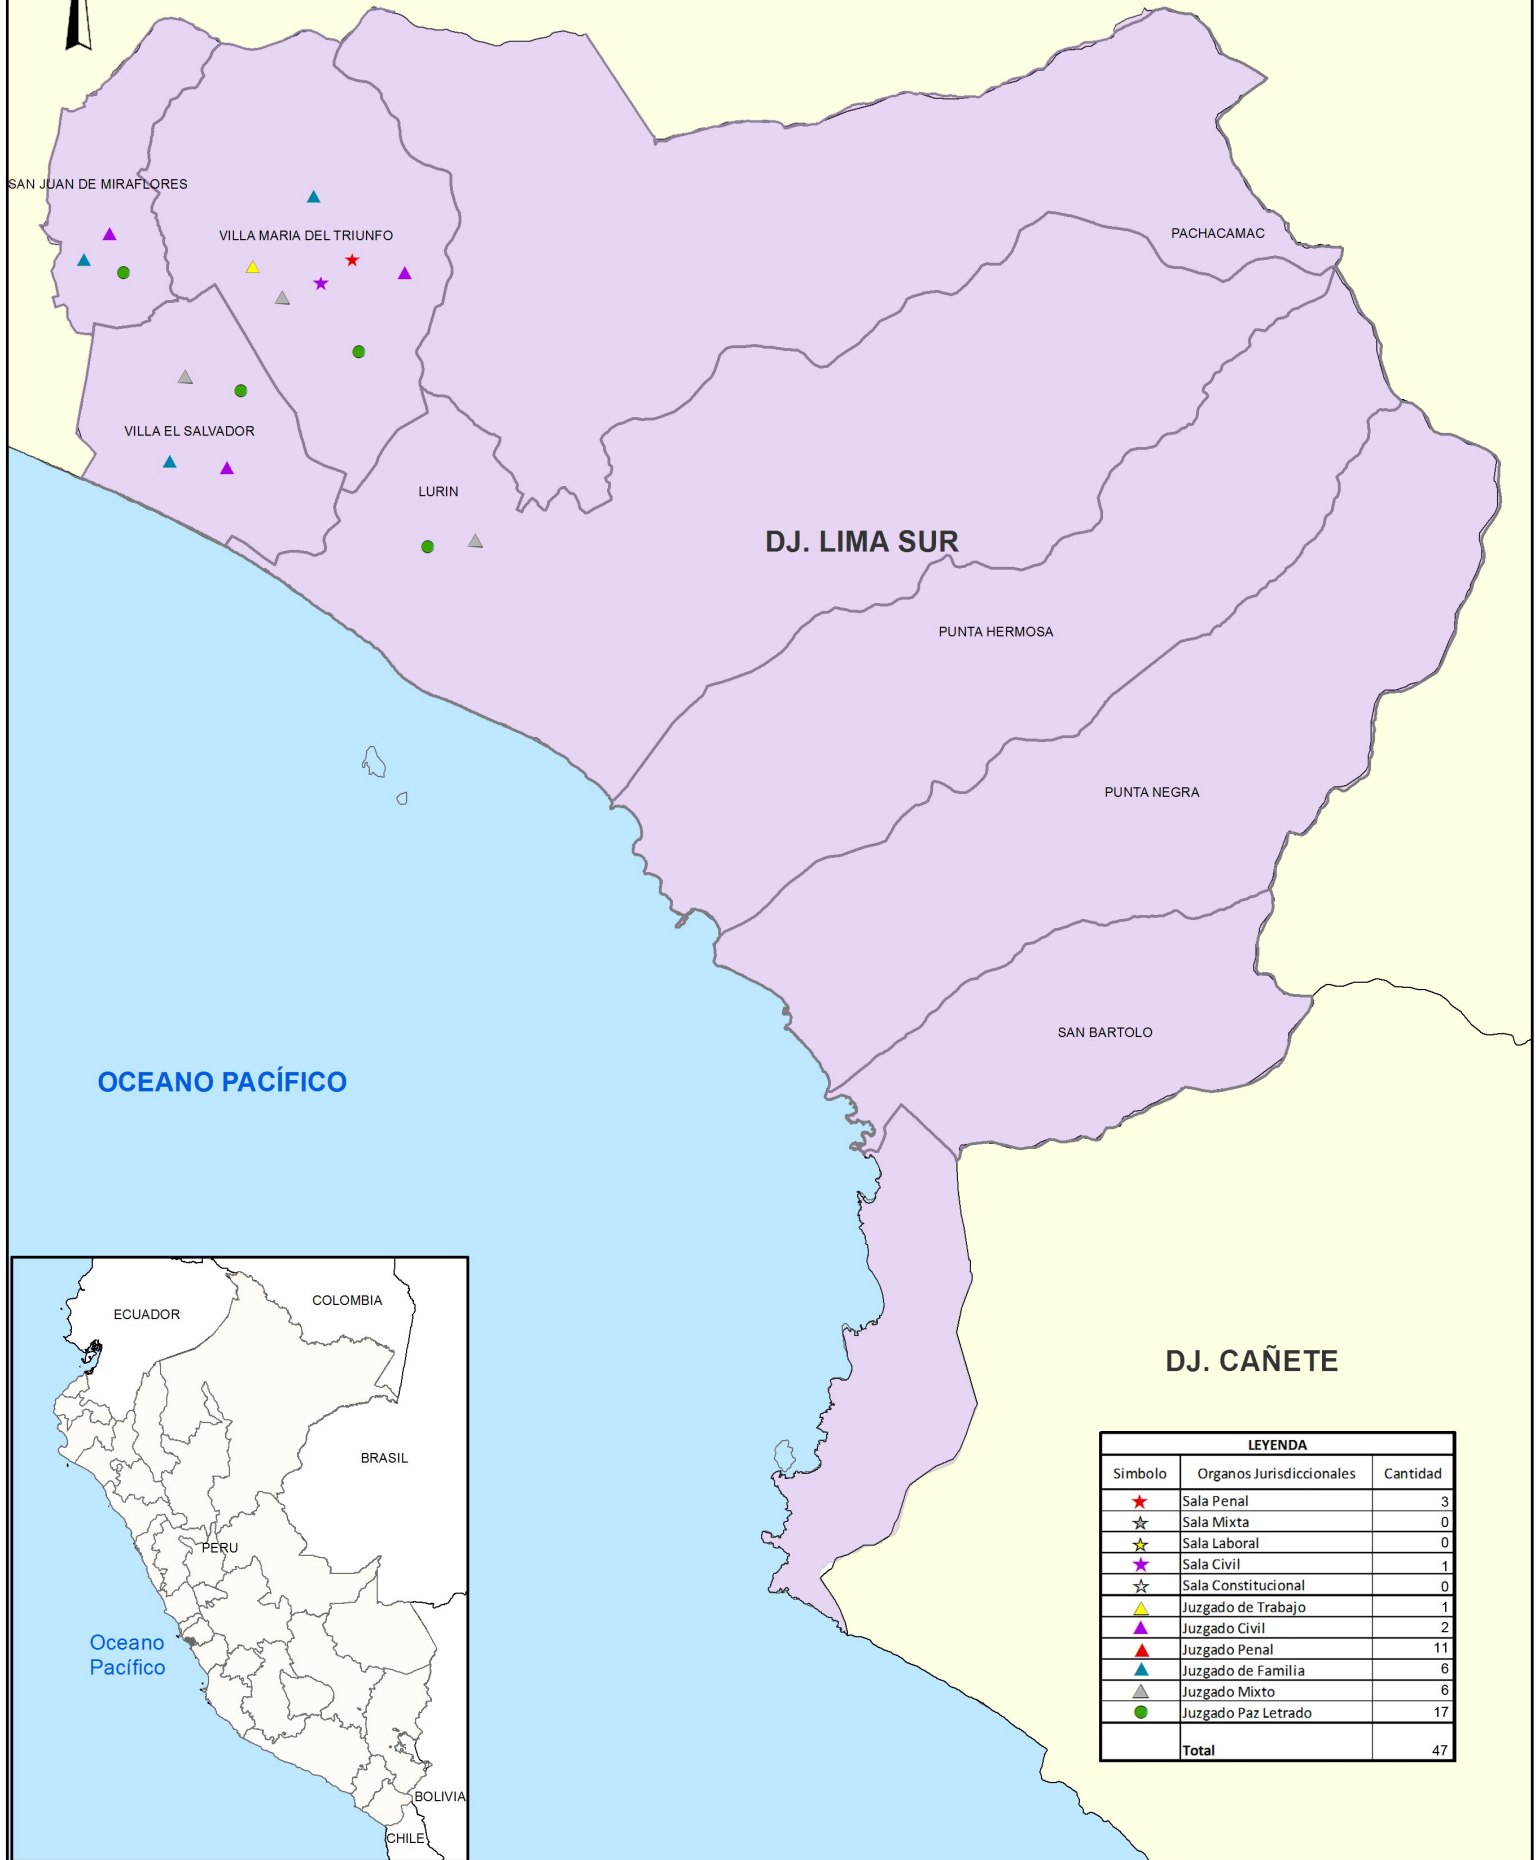 SAN JUAN DE MIRAFLORES
VILLA MARIA DEL TRIUNFO
PACHACAMAC
VILLA EL SALVADOR
LURIN
DJ. LIMA SUR
PUNTA HERMOSA
PUNTA NEGRA
SAN BARTOLO
OCEANO PACÍFICO
DJ. CAÑETE
ECUADOR
COLOMBIA
BRASIL
PERU
Oceano
Pacífico
BOLIVIA
CHILE
LEYENDA
Simbolo Organos Jurisdiccionales Cantidad
Sala Penal 3
Sala Mixta 0
Sala Laboral 0
Sala Civil 1
Sala Constitucional 0
Juzgado de Trabajo 1
Juzgado Civil 2
Juzgado Penal 11
Juzgado de Familia 6
Juzgado Mixto 6
Juzgado Paz Letrado 17
Total 47